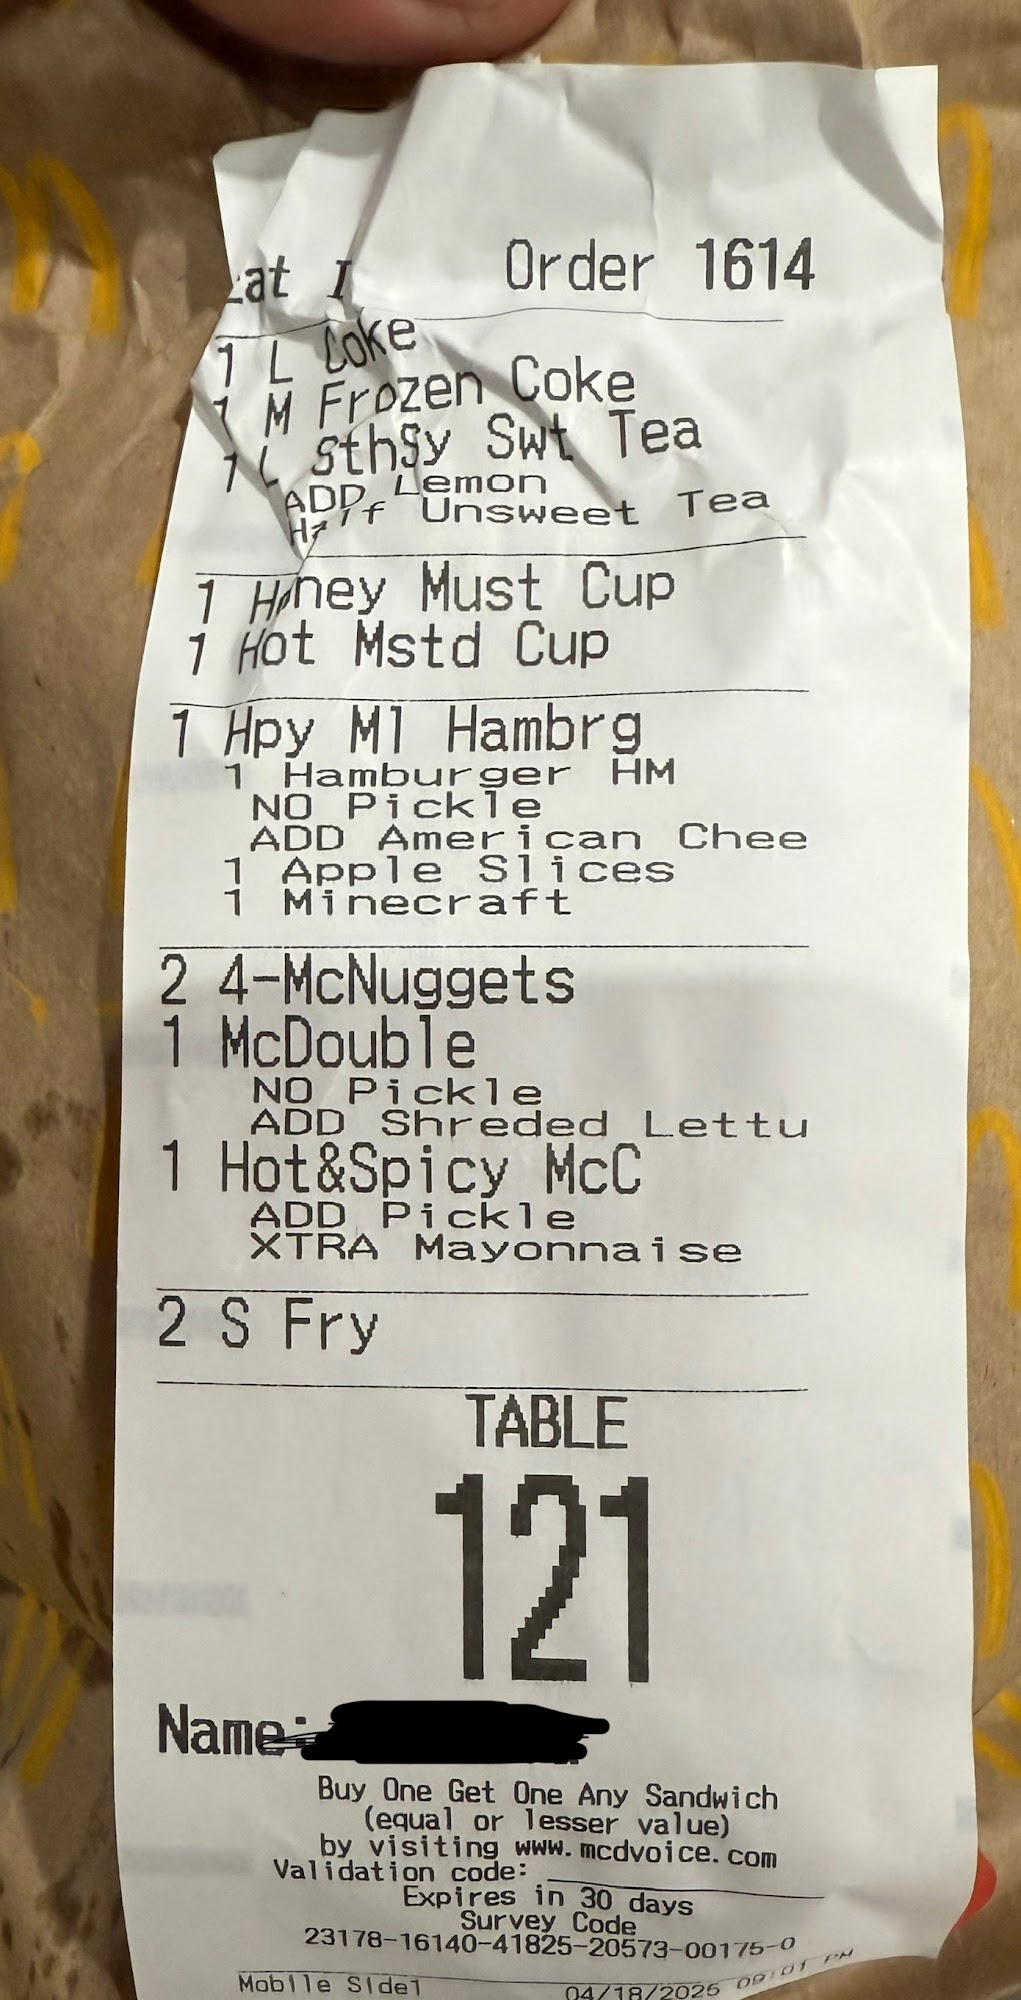 Eat I Order 1614
1 L Coke
1 M Frozen Coke
1 L SthSy Swt Tea
ADD Lemon
Half Unsweet Tea
1 Honey Must Cup
1 Hot Mstd Cup
1 Hpy Ml Hambrg
1 Hamburger HM
NO Pickle
ADD American Chee
1 Apple Slices
1 Minecraft
2 4-McNuggets
1 McDouble
NO Pickle
ADD Shreded Lettu
1 Hot&Spicy McC
ADD Pickle
XTRA Mayonnaise
2 S Fry
TABLE
121
Name:
Buy One Get One Any Sandwich
(equal or lesser value)
by visiting www.mcdvoice.com
Validation code:
Expires in 30 days
Survey Code
23178-16140-41825-20573-00175-0
Mobile Side1 04/18/2025 09:01 PM